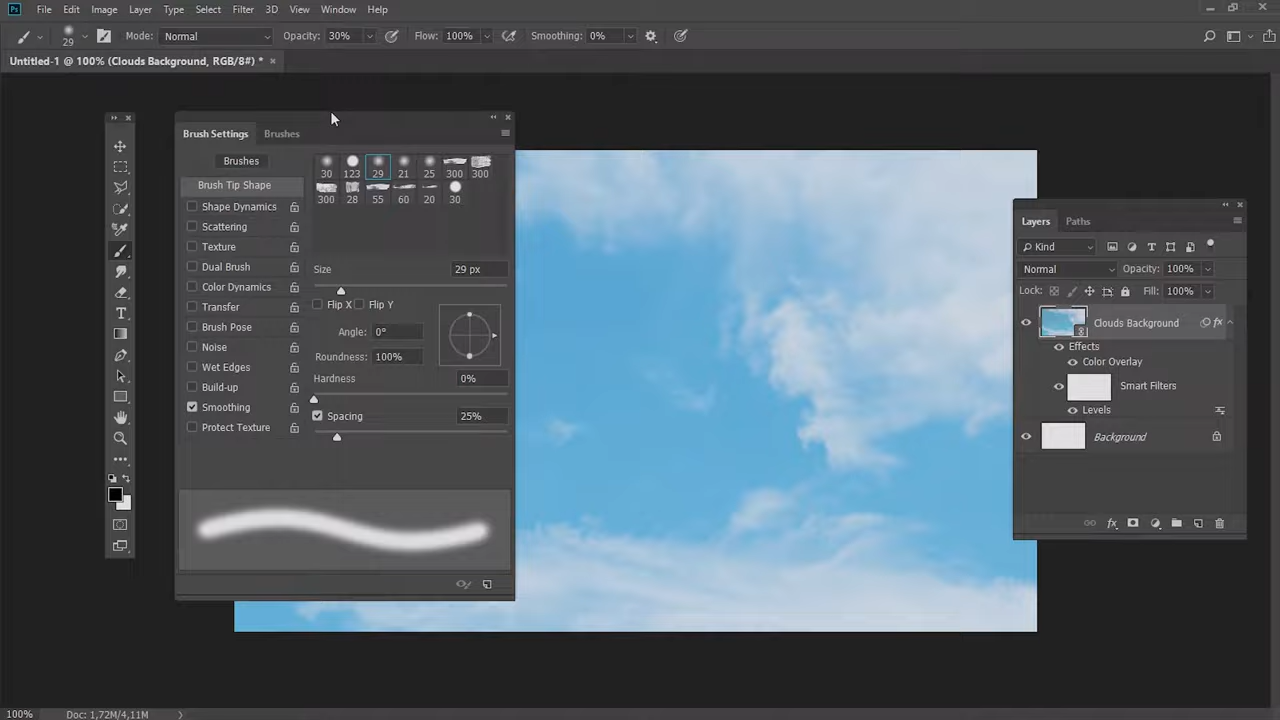 Ps File Edit Image Layer Type Select Filter 3D View Window Help
29 Mode: Normal Opacity: 30% Flow: 100% Smoothing: 0%
Untitled-1 @ 100% (Clouds Background, RGB/8#) *
Brush Settings Brushes
Brushes
30 123 29 21 25 300 300
300 28 55 60 20 30
Brush Tip Shape
Shape Dynamics
Scattering
Texture
Dual Brush
Color Dynamics
Transfer
Brush Pose
Noise
Wet Edges
Build-up
Smoothing
Protect Texture
Size 29 px
Flip X Flip Y
Angle: 0°
Roundness: 100%
Hardness 0%
Spacing 25%
Layers Paths
Kind
Normal Opacity: 100%
Lock: Fill: 100%
Clouds Background fx
Effects
Color Overlay
Smart Filters
Levels
Background
fx
100% Doc: 1,72M/4,11M